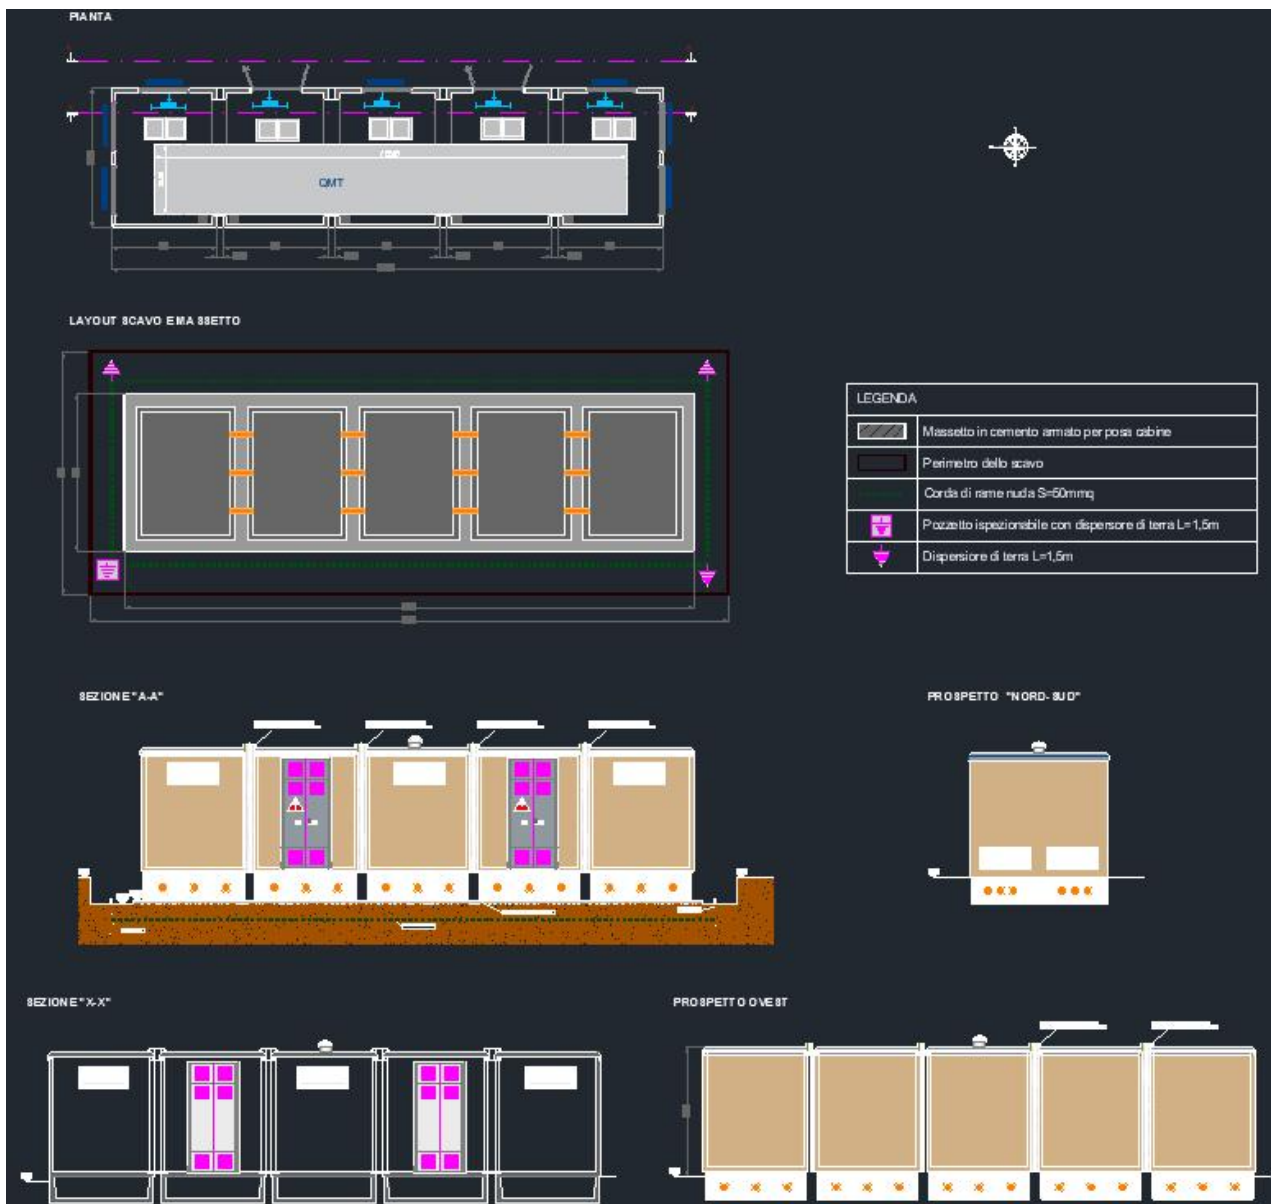 PIANTA
QMT
LAYOUT SCAVO E MASSETTO
LEGENDA
Massetto in cemento armato per posa cabine
Perimetro dello scavo
Corda di rame nuda S=50mmq
Pozzetto ispezionabile con dispersore di terra L=1,5m
Dispersiore di terra L=1,5m
SEZIONE "A-A"
PROSPETTO "NORD-SUD"
SEZIONE "X-X"
PROSPETTO OVEST